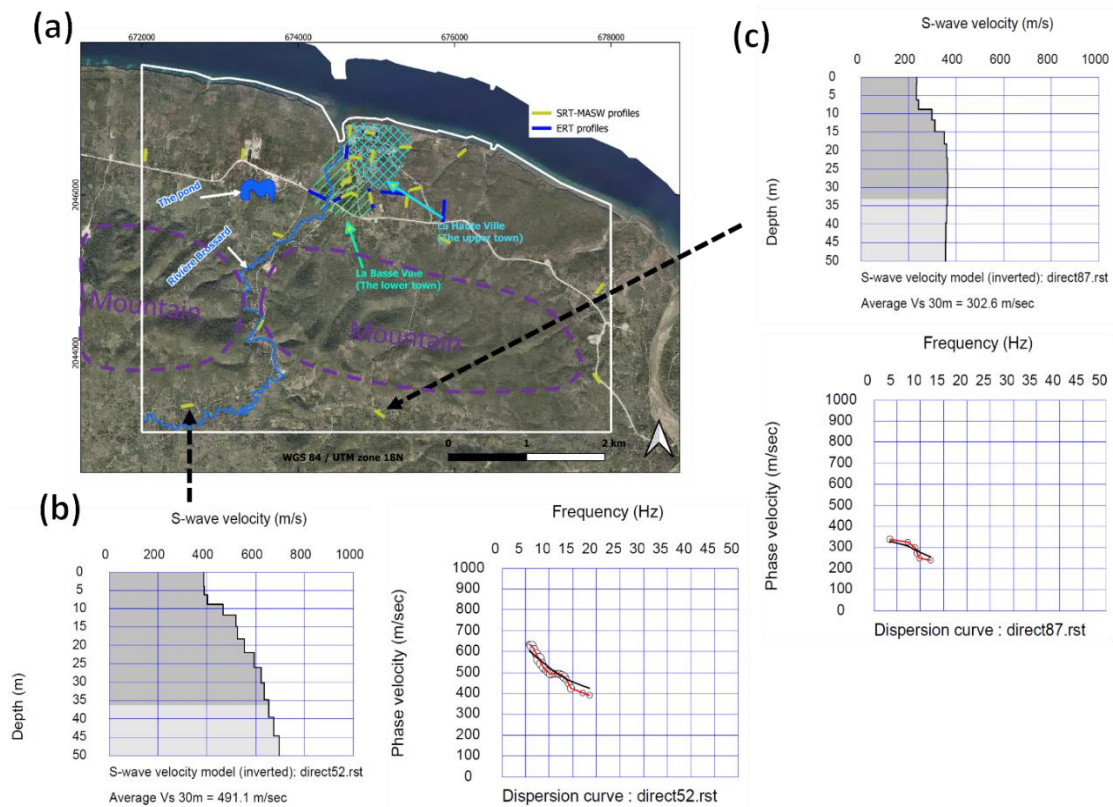 (a)
672000
674000
676000
678000
SRT-MASW profiles
ERT profiles
2046000
2044000
The pond
Rivière Brossard
La Haute Ville
(The upper town)
La Basse Ville
(The lower town)
Mountain
Mountain
0 1 2 km
WGS 84 / UTM zone 18N
(b)
S-wave velocity (m/s)
0 200 400 600 800 1000
Depth (m)
0
5
10
15
20
25
30
35
40
45
50
S-wave velocity model (inverted): direct52.rst
Average Vs 30m = 491.1 m/sec
Frequency (Hz)
0 5 10 15 20 25 30 35 40 45 50
Phase velocity (m/sec)
1000
900
800
700
600
500
400
300
200
100
0
Dispersion curve : direct52.rst
(c)
S-wave velocity (m/s)
0 200 400 600 800 1000
Depth (m)
0
5
10
15
20
25
30
35
40
45
50
S-wave velocity model (inverted): direct87.rst
Average Vs 30m = 302.6 m/sec
Frequency (Hz)
0 5 10 15 20 25 30 35 40 45 50
Phase velocity (m/sec)
1000
900
800
700
600
500
400
300
200
100
0
Dispersion curve : direct87.rst